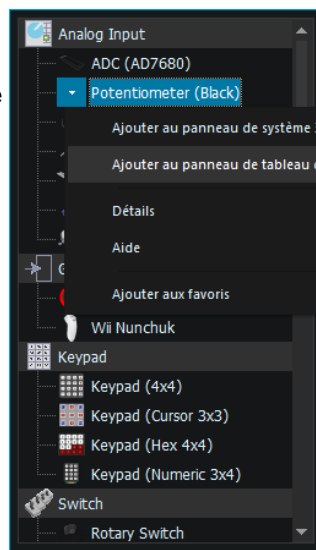 Analog Input
ADC (AD7680)
Potentiometer (Black)
Ajouter au panneau de système
Ajouter au panneau de tableau
Détails
Aide
Ajouter aux favoris
Wii Nunchuk
Keypad
Keypad (4x4)
Keypad (Cursor 3x3)
Keypad (Hex 4x4)
Keypad (Numeric 3x4)
Switch
Rotary Switch